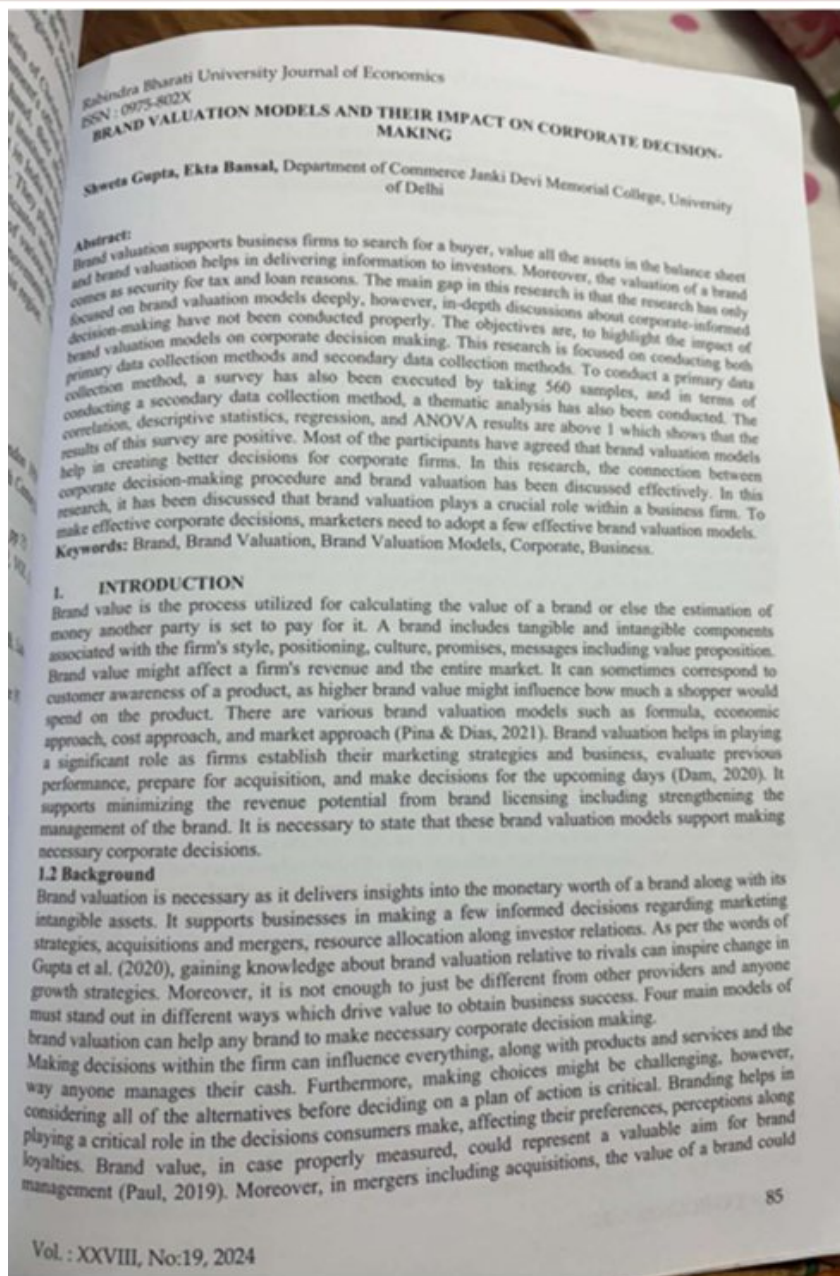 Rabindra Bharati University Journal of Economics
ISSN : 0975-802X
BRAND VALUATION MODELS AND THEIR IMPACT ON CORPORATE DECISION-
MAKING
Shweta Gupta, Ekta Bansal, Department of Commerce Janki Devi Memorial College, University
of Delhi
Abstract:
Brand valuation supports business firms to search for a buyer, value all the assets in the balance sheet
and brand valuation helps in delivering information to investors. Moreover, the valuation of a brand
comes as security for tax and loan reasons. The main gap in this research is that the research has only
focused on brand valuation models deeply, however, in-depth discussions about corporate-informed
decision-making have not been conducted properly. The objectives are, to highlight the impact of
brand valuation models on corporate decision making. This research is focused on conducting both
primary data collection methods and secondary data collection methods. To conduct a primary data
collection method, a survey has also been executed by taking 560 samples, and in terms of
conducting a secondary data collection method, a thematic analysis has also been conducted. The
correlation, descriptive statistics, regression, and ANOVA results are above 1 which shows that the
results of this survey are positive. Most of the participants have agreed that brand valuation models
help in creating better decisions for corporate firms. In this research, the connection between
corporate decision-making procedure and brand valuation has been discussed effectively. In this
research, it has been discussed that brand valuation plays a crucial role within a business firm. To
make effective corporate decisions, marketers need to adopt a few effective brand valuation models.
Keywords: Brand, Brand Valuation, Brand Valuation Models, Corporate, Business.
1. INTRODUCTION
Brand value is the process utilized for calculating the value of a brand or else the estimation of
money another party is set to pay for it. A brand includes tangible and intangible components
associated with the firm's style, positioning, culture, promises, messages including value proposition.
Brand value might affect a firm's revenue and the entire market. It can sometimes correspond to
customer awareness of a product, as higher brand value might influence how much a shopper would
spend on the product. There are various brand valuation models such as formula, economic
approach, cost approach, and market approach (Pina & Dias, 2021). Brand valuation helps in playing
a significant role as firms establish their marketing strategies and business, evaluate previous
performance, prepare for acquisition, and make decisions for the upcoming days (Dam, 2020). It
supports minimizing the revenue potential from brand licensing including strengthening the
management of the brand. It is necessary to state that these brand valuation models support making
necessary corporate decisions.
1.2 Background
Brand valuation is necessary as it delivers insights into the monetary worth of a brand along with its
intangible assets. It supports businesses in making a few informed decisions regarding marketing
strategies, acquisitions and mergers, resource allocation along investor relations. As per the words of
Gupta et al. (2020), gaining knowledge about brand valuation relative to rivals can inspire change in
growth strategies. Moreover, it is not enough to just be different from other providers and anyone
must stand out in different ways which drive value to obtain business success. Four main models of
brand valuation can help any brand to make necessary corporate decision making.
Making decisions within the firm can influence everything, along with products and services and the
way anyone manages their cash. Furthermore, making choices might be challenging, however,
considering all of the alternatives before deciding on a plan of action is critical. Branding helps in
playing a critical role in the decisions consumers make, affecting their preferences, perceptions along
loyalties. Brand value, in case properly measured, could represent a valuable aim for brand
management (Paul, 2019). Moreover, in mergers including acquisitions, the value of a brand could
85
Vol. : XXVIII, No:19, 2024